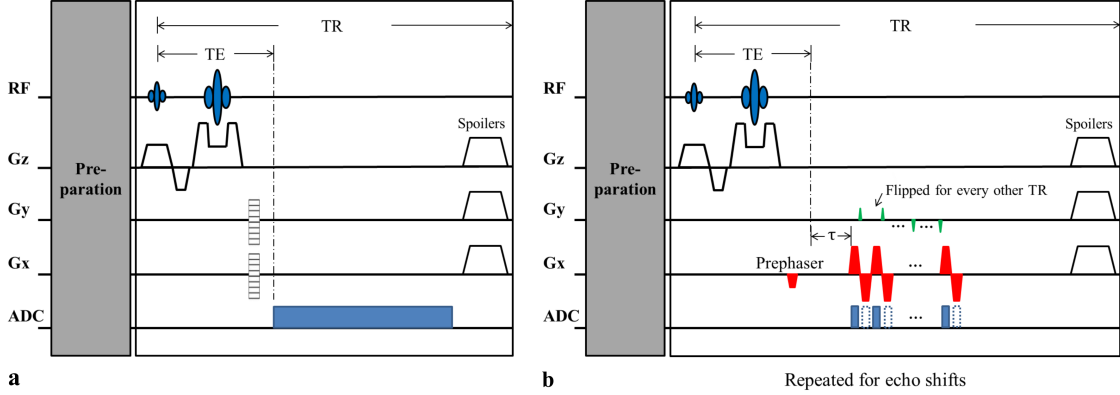 TR
TE
RF
Spoilers
Gz
Pre-
paration
Gy
Gx
ADC
a
TR
TE
RF
Spoilers
Gz
Pre-
paration
Flipped for every other TR
Gy
... ...
τ
Gx
Prephaser
...
ADC
...
b
Repeated for echo shifts